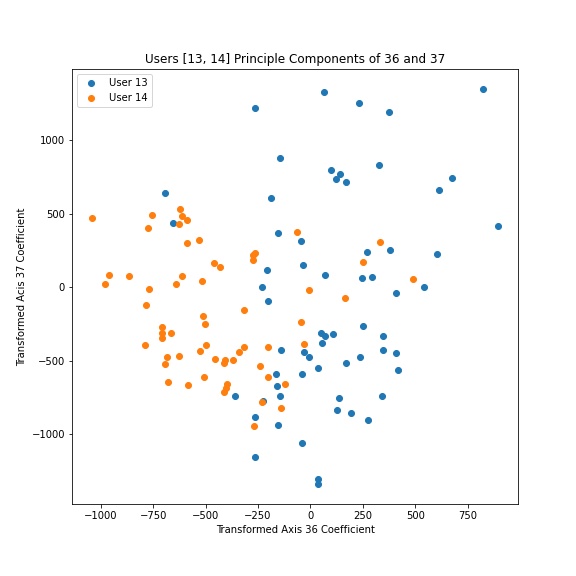 Users [13, 14] Principle Components of 36 and 37
User 13
User 14
1000
500
0
−500
−1000
Transformed Acis 37 Coefficient
−1000 −750 −500 −250 0 250 500 750
Transformed Axis 36 Coefficient